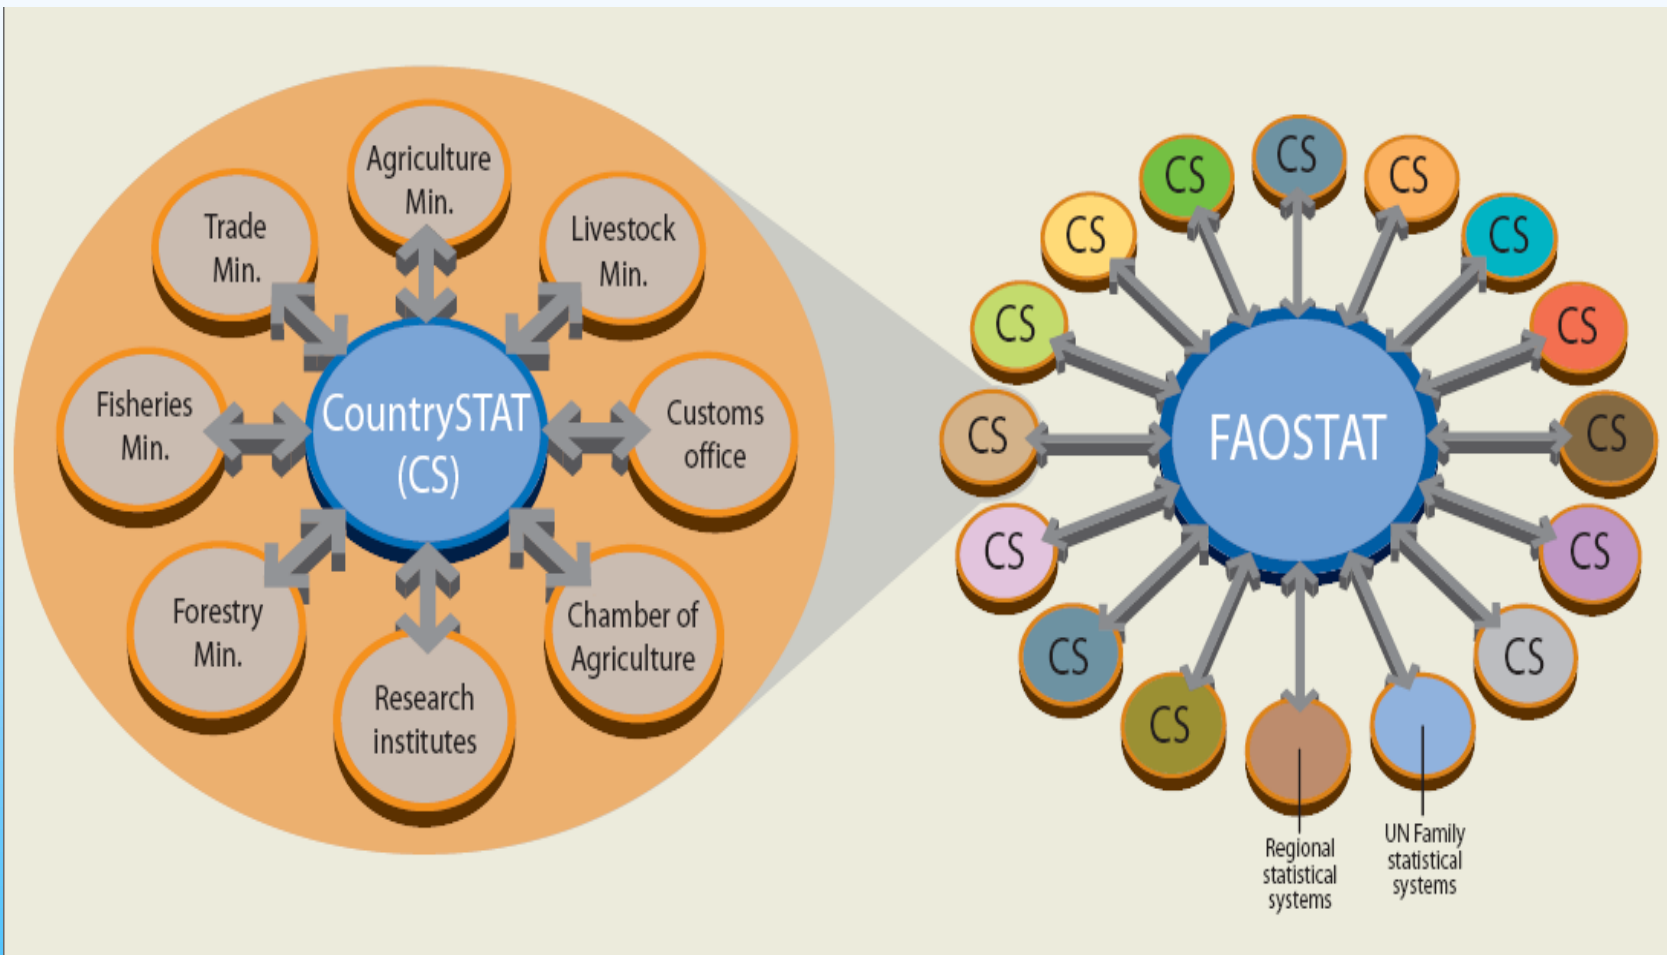 Agriculture
Min.
Trade
Min.
Livestock
Min.
Fisheries
Min.
CountrySTAT
(CS)
Customs
office
Forestry
Min.
Chamber of
Agriculture
Research
institutes
CS
CS
CS
CS
CS
CS
CS
CS
FAOSTAT
CS
CS
CS
CS
CS
CS
Regional
statistical
systems
UN Family
statistical
systems